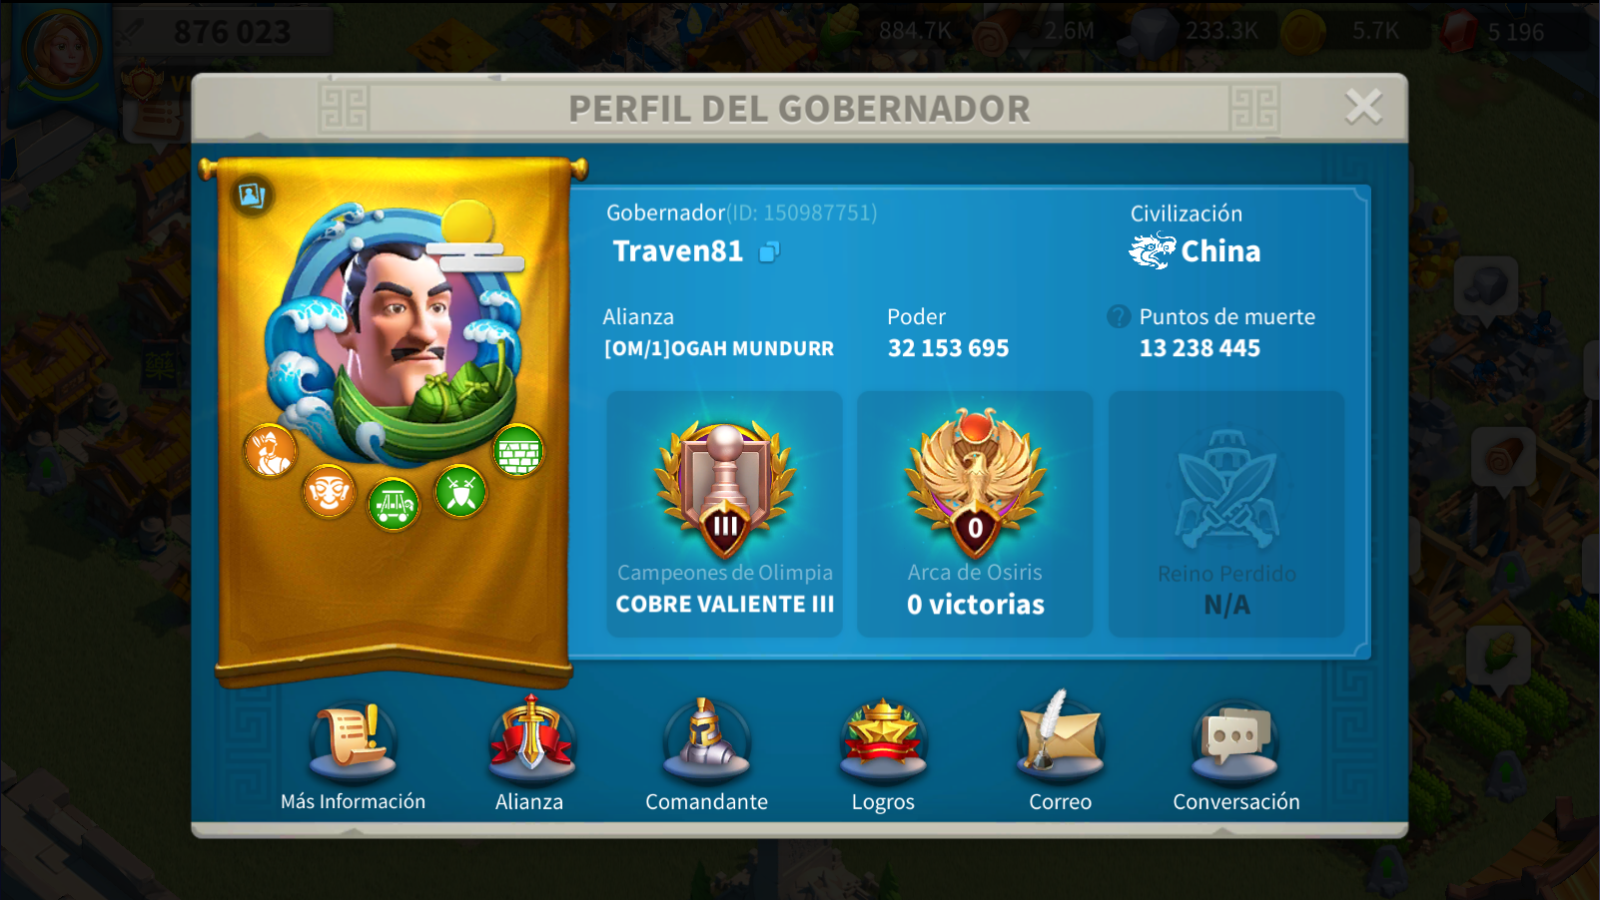 876 023
884.7K
2.6M
233.3K
5.7K
5 196
PERFIL DEL GOBERNADOR
Gobernador(ID: 150987751)
Traven81
Civilización
China
Alianza
[OM/1]OGAH MUNDURR
Poder
32 153 695
? Puntos de muerte
13 238 445
III
Campeones de Olimpia
COBRE VALIENTE III
0
Arca de Osiris
0 victorias
Reino Perdido
N/A
Más Información
Alianza
Comandante
Logros
Correo
Conversación